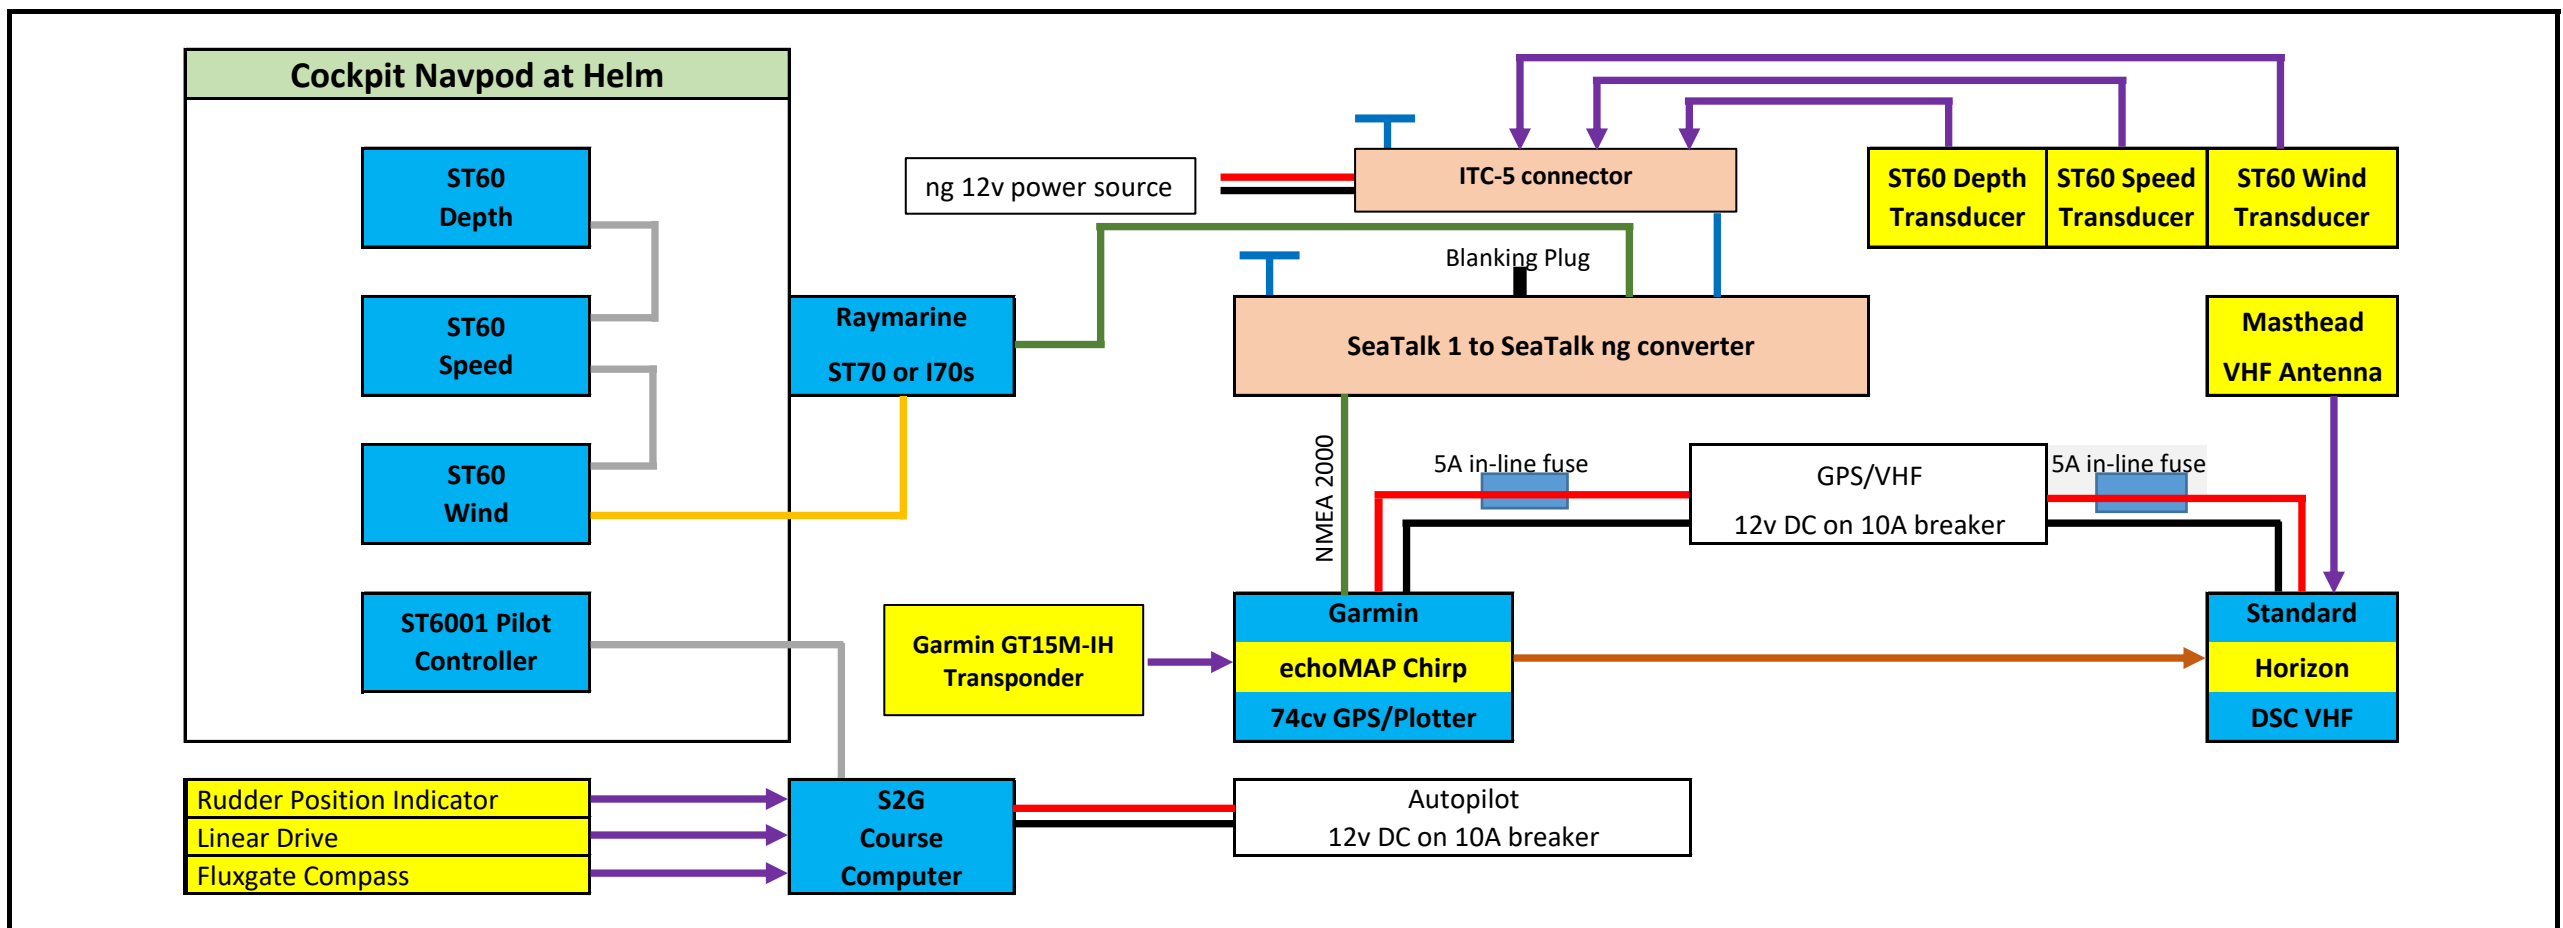 Cockpit Navpod at Helm
ST60
Depth
ST60
Speed
ST60
Wind
ST6001 Pilot
Controller
Raymarine
ST70 or I70s
ng 12v power source
ITC-5 connector
ST60 Depth
Transducer
ST60 Speed
Transducer
ST60 Wind
Transducer
Blanking Plug
SeaTalk 1 to SeaTalk ng converter
Masthead
VHF Antenna
NMEA 2000
5A in-line fuse
GPS/VHF
12v DC on 10A breaker
5A in-line fuse
Garmin GT15M-IH
Transponder
Garmin
echoMAP Chirp
74cv GPS/Plotter
Standard
Horizon
DSC VHF
Rudder Position Indicator
Linear Drive
Fluxgate Compass
S2G
Course
Computer
Autopilot
12v DC on 10A breaker